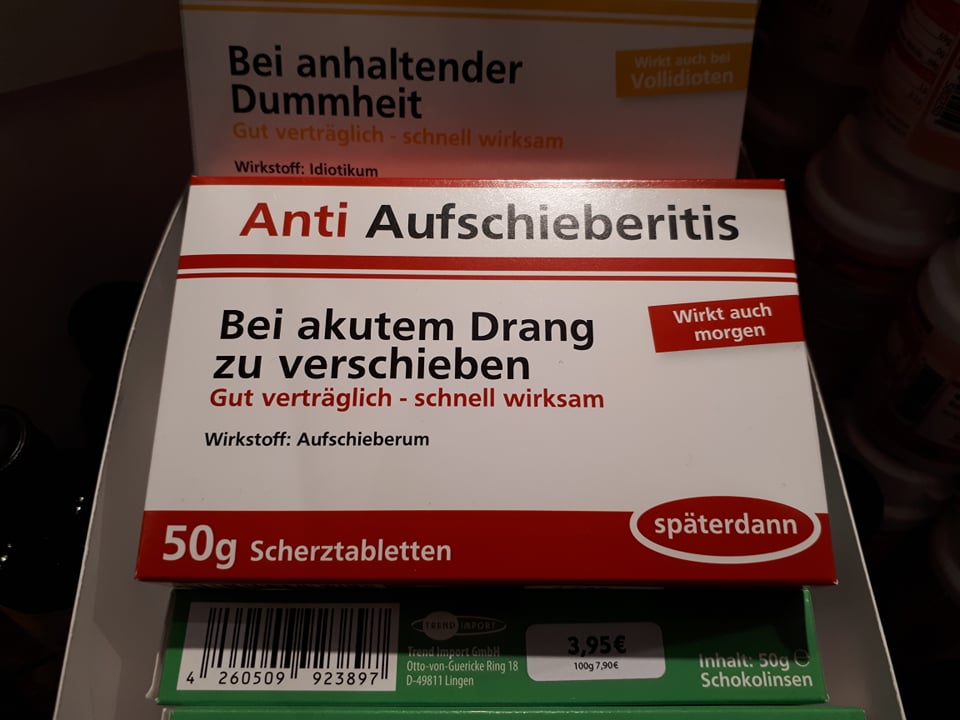 Bei anhaltender
Dummheit
Wirkt auch bei
Vollidioten
Gut verträglich - schnell wirksam
Wirkstoff: Idiotikum
Anti Aufschieberitis
Bei akutem Drang
zu verschieben
Wirkt auch
morgen
Gut verträglich - schnell wirksam
Wirkstoff: Aufschieberum
50g Scherztabletten
späterdann
4 260509 923897
TREND IMPORT
Trend Import GmbH
Otto-von-Guericke Ring 18
D-49811 Lingen
3,95€
100g 7,90€
Inhalt: 50g ℮
Schokolinsen